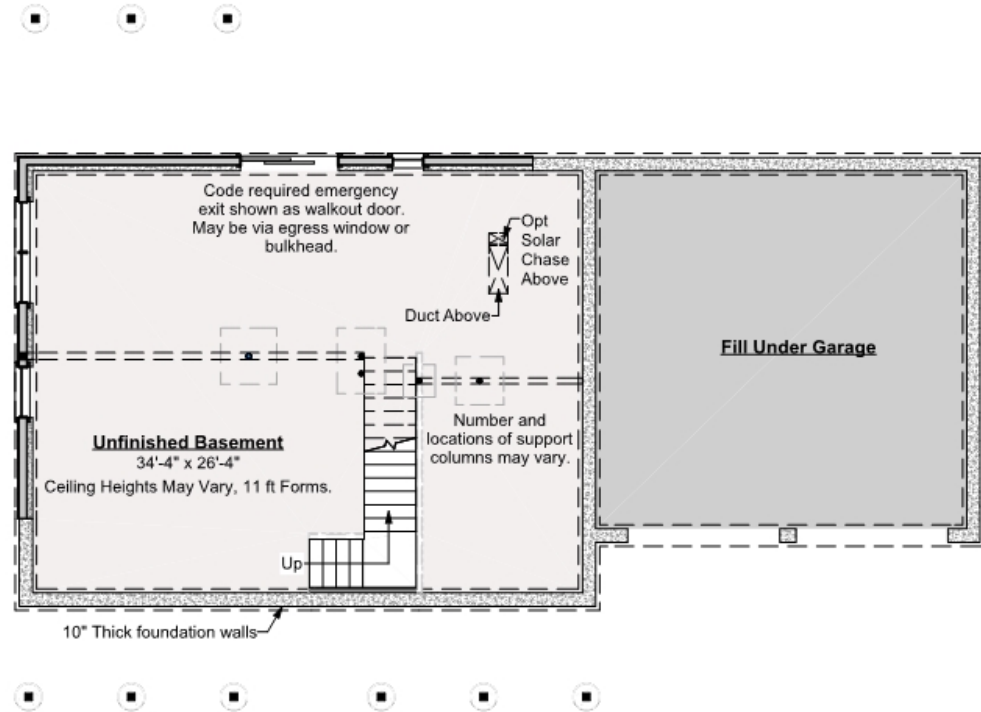 Code required emergency
exit shown as walkout door.
May be via egress window or
bulkhead.
Opt
Solar
Chase
Above
Duct Above
Fill Under Garage
Number and
locations of support
columns may vary.
Unfinished Basement
34'-4" x 26'-4"
Ceiling Heights May Vary, 11 ft Forms.
Up
10" Thick foundation walls